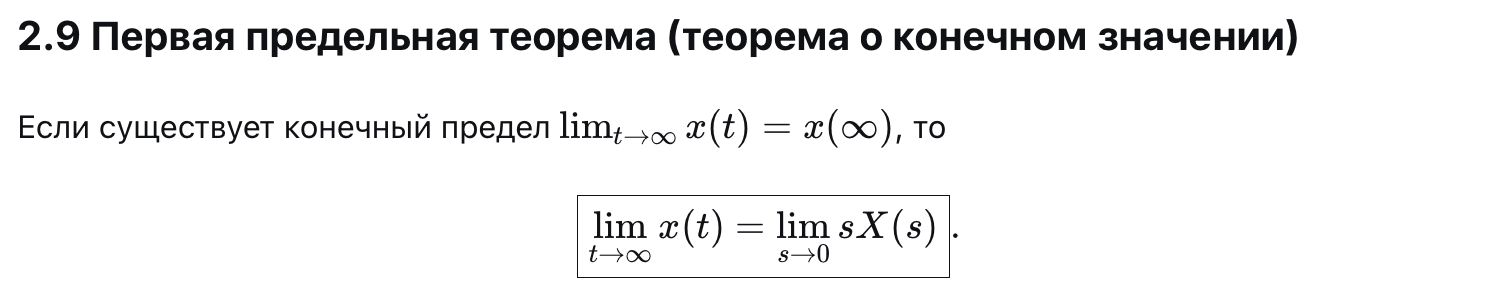 2.9 Первая предельная теорема (теорема о конечном значении)
Если существует конечный предел lim_{t→∞} x(t) = x(∞), то
lim_{t→∞} x(t) = lim_{s→0} sX(s).